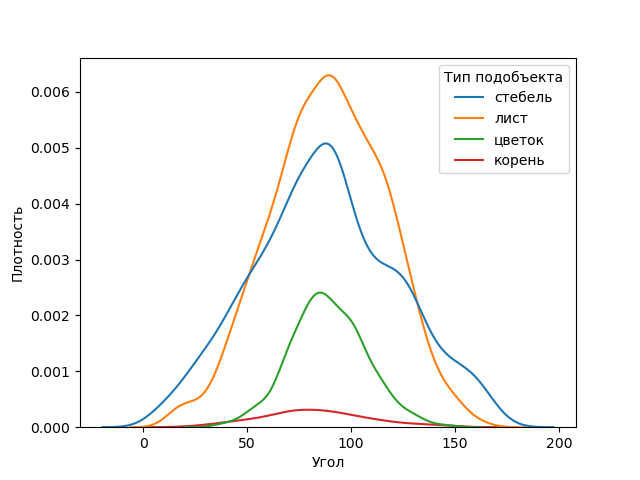 Тип подобъекта
стебель
лист
цветок
корень
Плотность
0.006
0.005
0.004
0.003
0.002
0.001
0.000
0
50
100
150
200
Угол